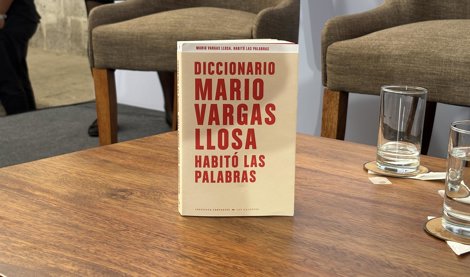 MARIO VARGAS LLOSA, HABITÓ LAS PALABRAS
DICCIONARIO
MARIO
VARGAS
LLOSA
HABITÓ LAS
PALABRAS